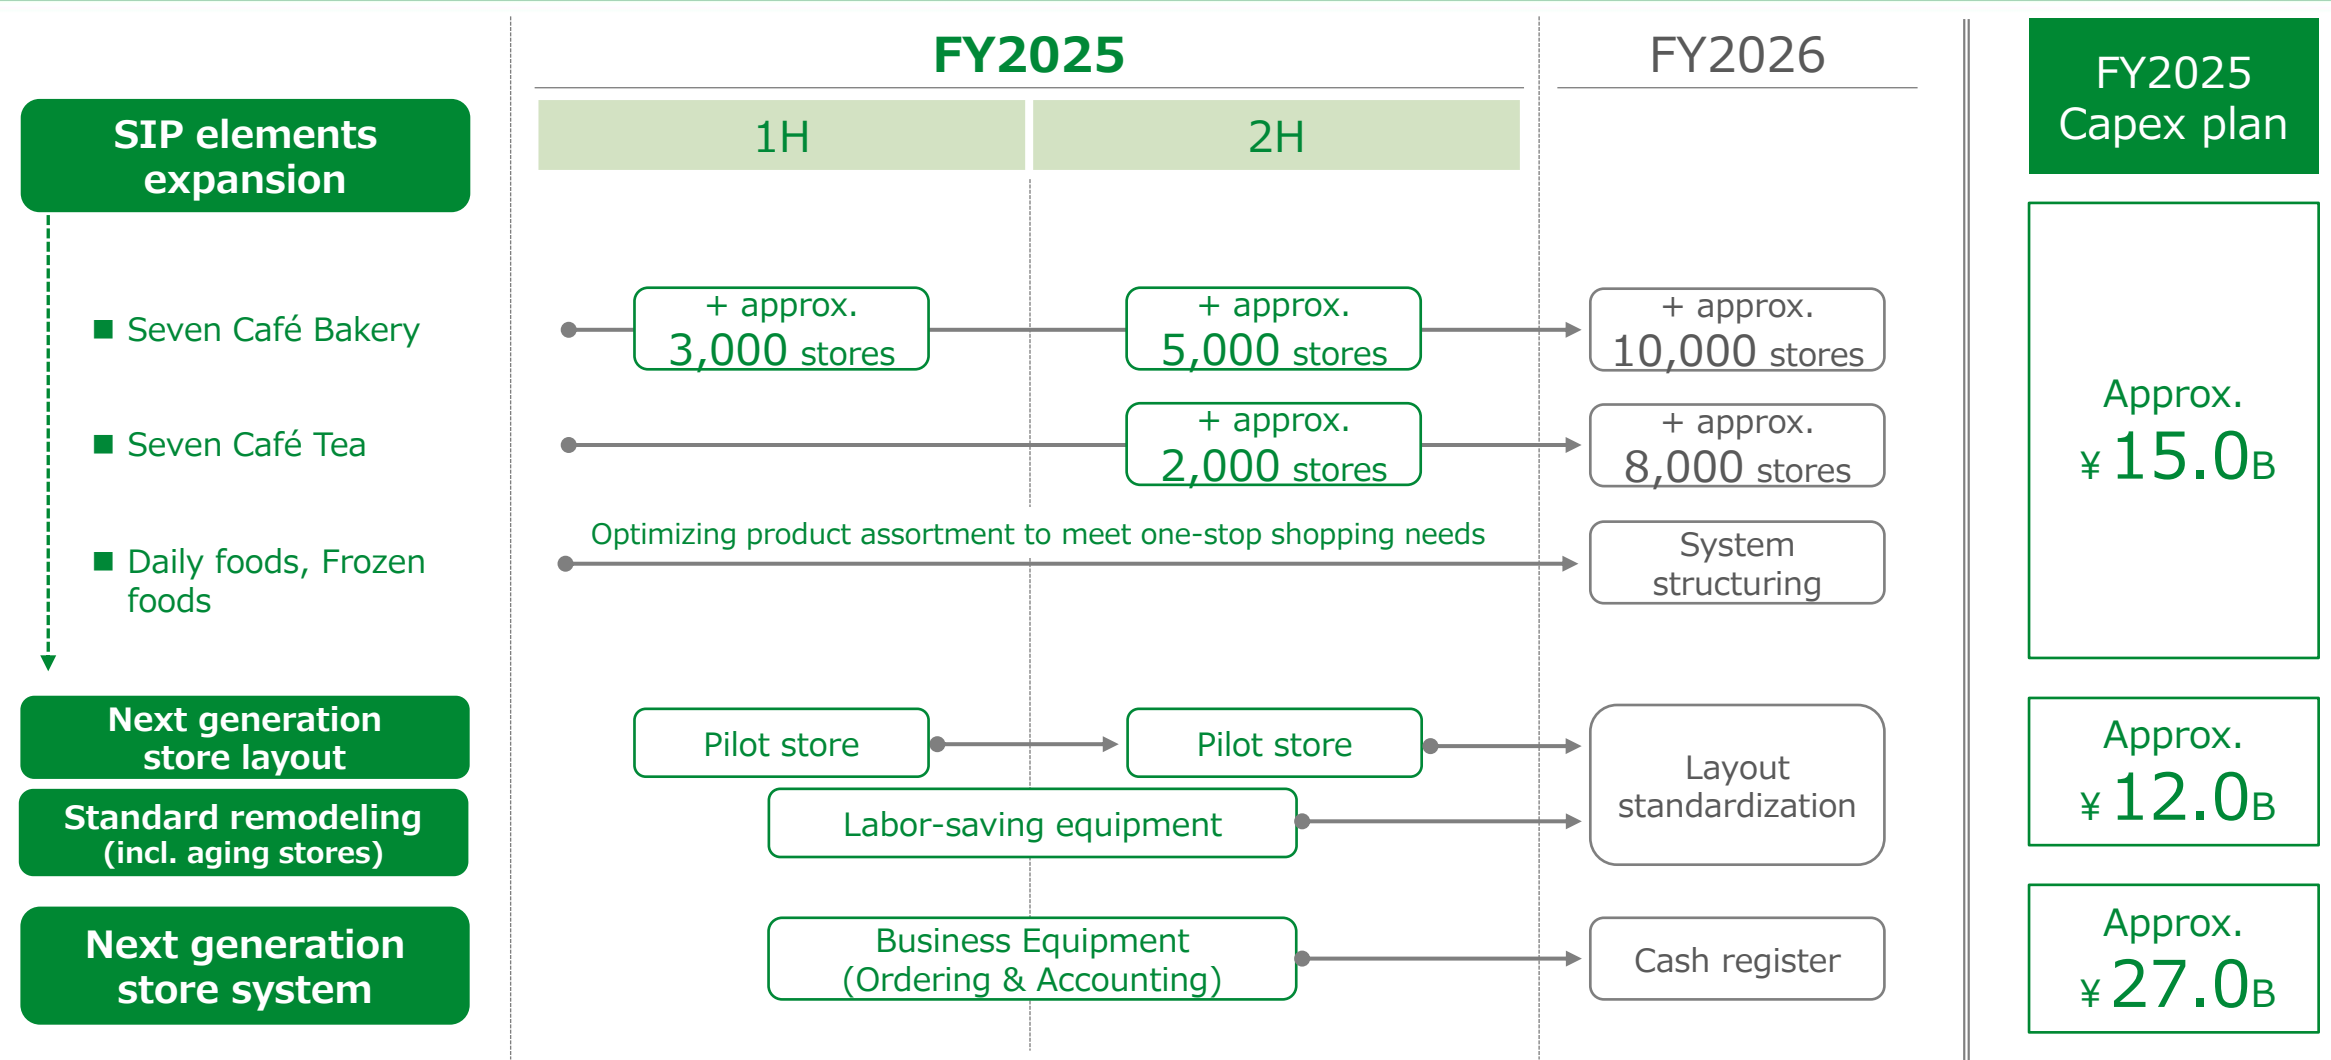 FY2025
FY2026
FY2025
Capex plan
SIP elements
expansion
1H
2H
■ Seven Café Bakery
+ approx.
3,000 stores
+ approx.
5,000 stores
+ approx.
10,000 stores
■ Seven Café Tea
+ approx.
2,000 stores
+ approx.
8,000 stores
■ Daily foods, Frozen
foods
Optimizing product assortment to meet one-stop shopping needs
System
structuring
Approx.
¥ 15.0B
Next generation
store layout
Pilot store
Pilot store
Layout
standardization
Standard remodeling
(incl. aging stores)
Labor-saving equipment
Approx.
¥ 12.0B
Next generation
store system
Business Equipment
(Ordering & Accounting)
Cash register
Approx.
¥ 27.0B